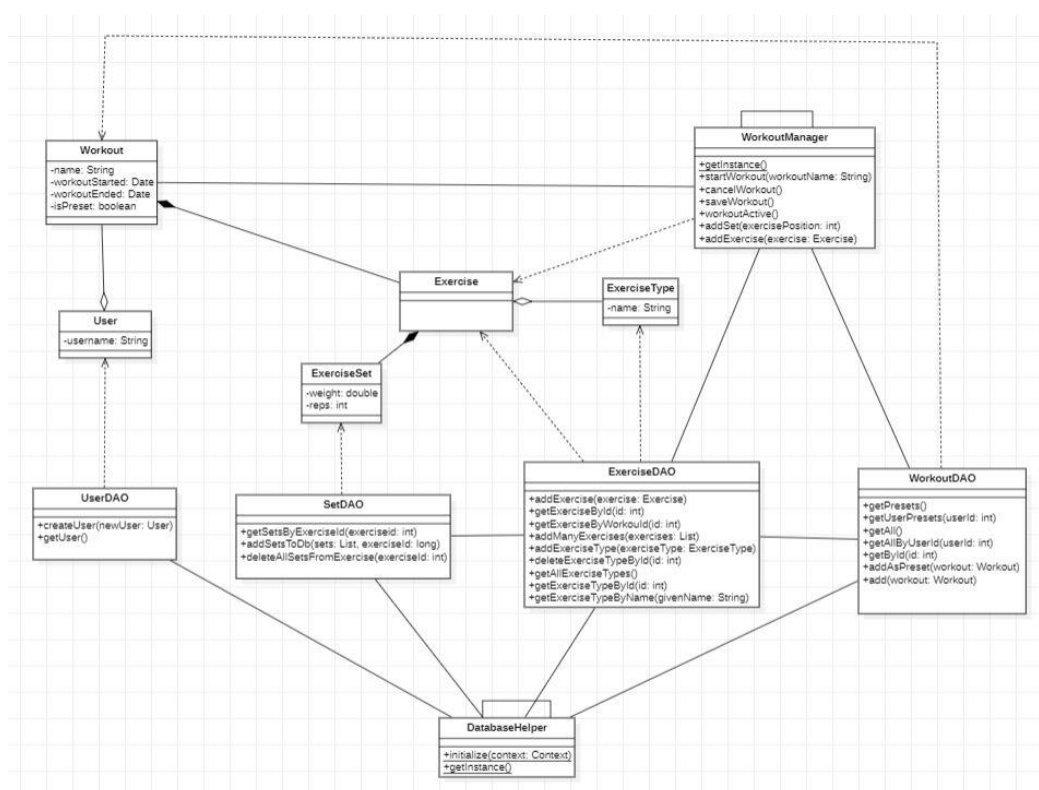 Workout
-name: String
-workoutStarted: Date
-workoutEnded: Date
-isPreset: boolean
WorkoutManager
+getInstance()
+startWorkout(workoutName: String)
+cancelWorkout()
+saveWorkout()
+workoutActive()
+addSet(exercisePosition: int)
+addExercise(exercise: Exercise)
Exercise
ExerciseType
-name: String
User
-username: String
ExerciseSet
-weight: double
-reps: int
UserDAO
+createUser(newUser: User)
+getUser()
SetDAO
+getSetsByExerciseId(exerciseid: int)
+addSetsToDb(sets: List, exerciseId: long)
+deleteAllSetsFromExercise(exerciseId: int)
ExerciseDAO
+addExercise(exercise: Exercise)
+getExerciseById(id: int)
+getExerciseByWorkouId(id: int)
+addManyExercises(exercises: List)
+addExerciseType(exerciseType: ExerciseType)
+deleteExerciseTypeById(id: int)
+getAllExerciseTypes()
+getExerciseTypeById(id: int)
+getExerciseTypeByName(givenName: String)
WorkoutDAO
+getPresets()
+getUserPresets(userId: int)
+getAll()
+getAllByUserId(userId: int)
+getById(id: int)
+addAsPreset(workout: Workout)
+add(workout: Workout)
DatabaseHelper
+initialize(context: Context)
+getInstance()